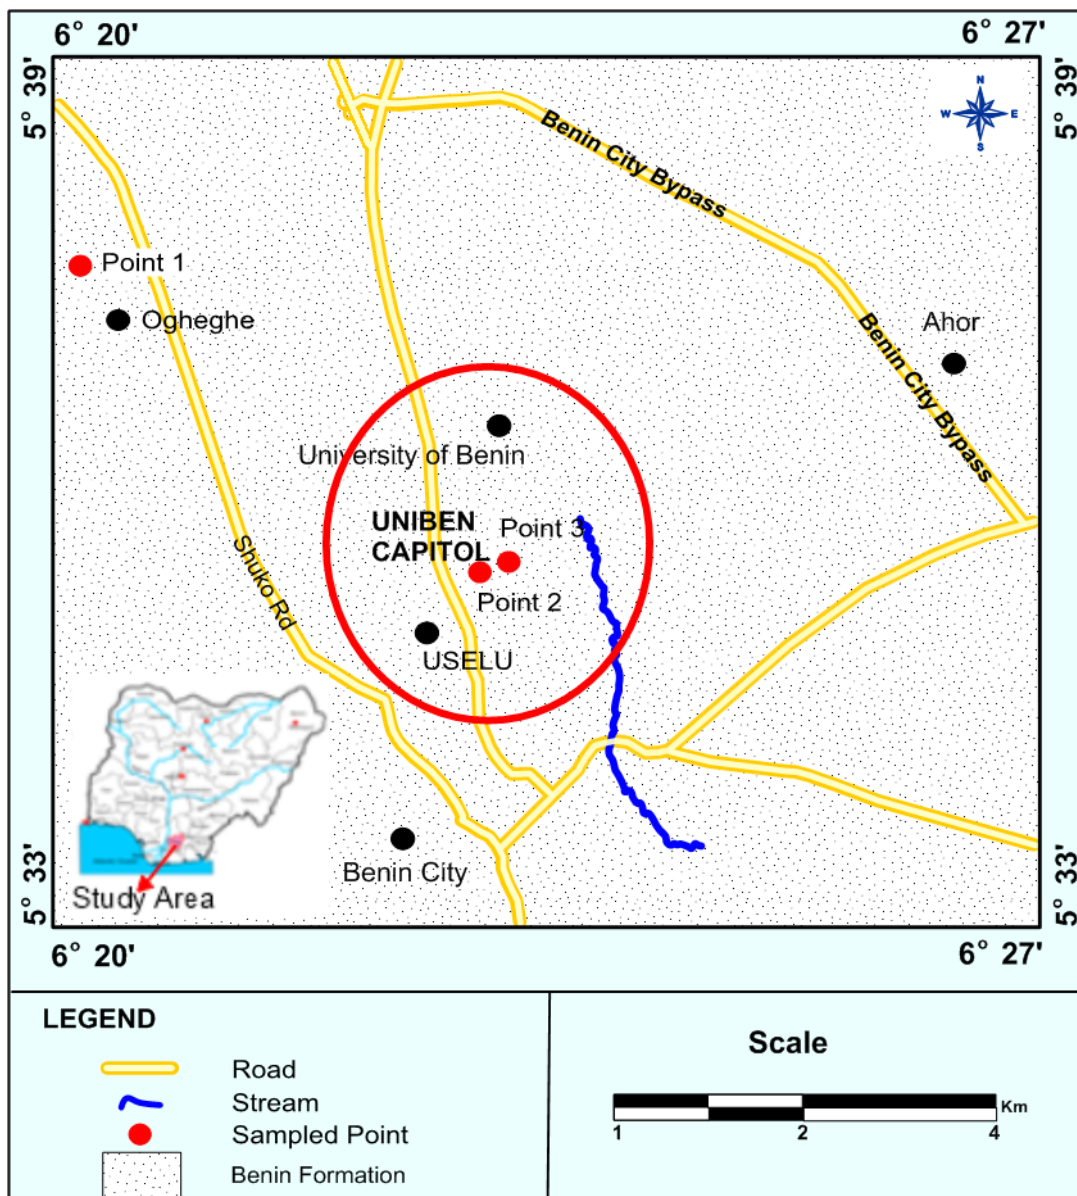 6° 20'
6° 27'
5° 39'
5° 39'
N
W
E
S
Benin City Bypass
Point 1
Ogheghe
Ahor
Benin City Bypass
University of Benin
UNIBEN
CAPITOL
Point 3
Point 2
Shuko Rd
USELU
Benin City
Study Area
5° 33'
5° 33'
6° 20'
6° 27'
LEGEND
Road
Stream
Sampled Point
Benin Formation
Scale
Km
1
2
4